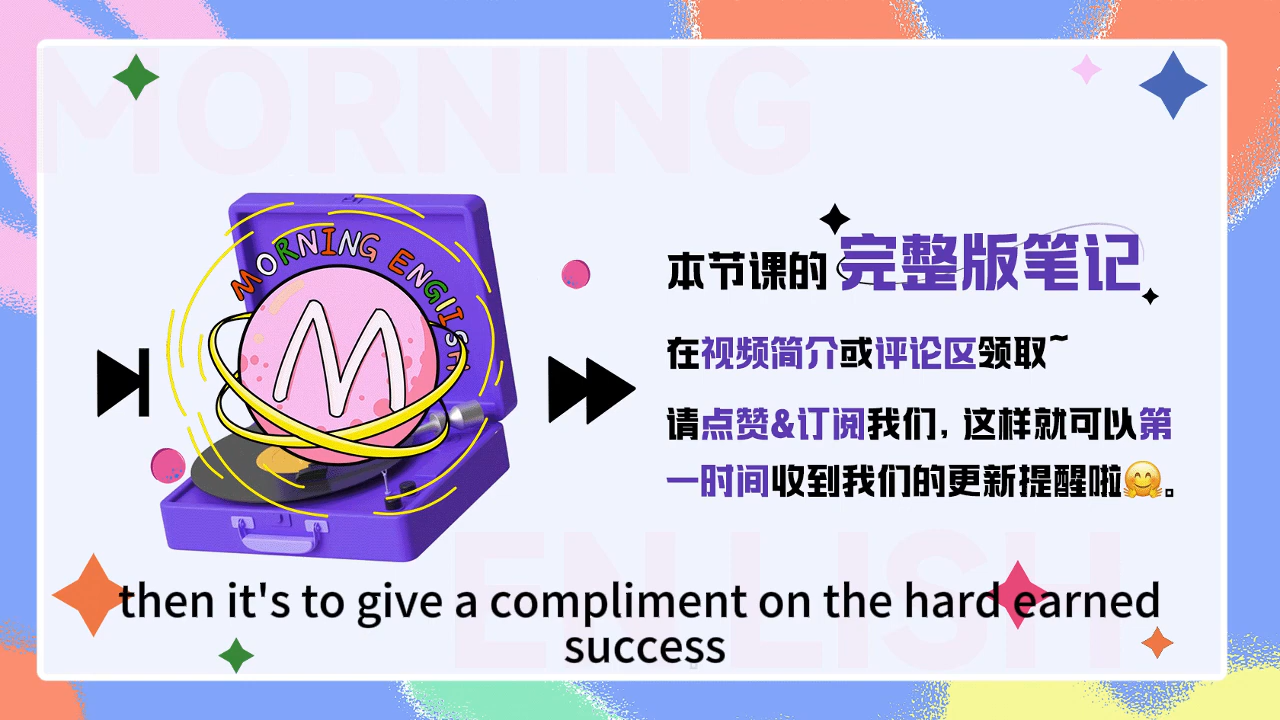 MORNING
MORNING ENGLISH
M
本节课的 完整版笔记
在视频简介或评论区领取~
请点赞&订阅我们，这样就可以第
一时间收到我们的更新提醒啦🤗。
then it's to give a compliment on the hard earned
success